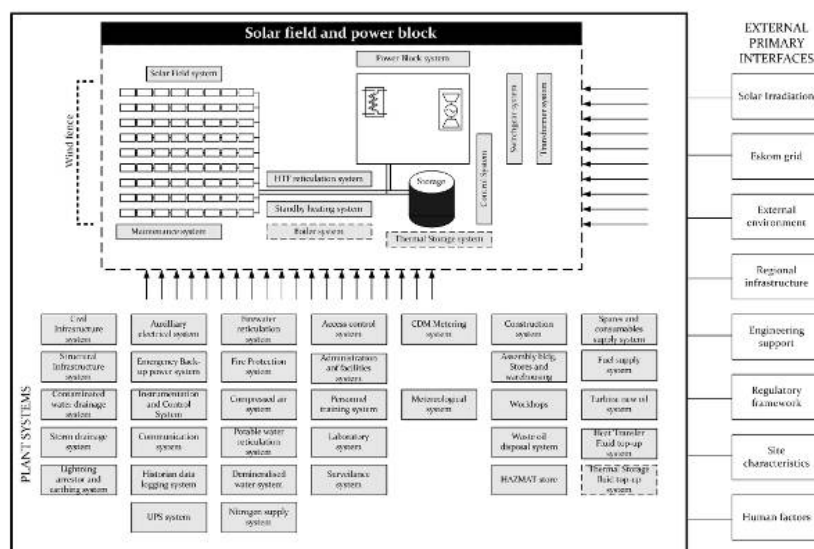 Solar field and power block
EXTERNAL
PRIMARY
INTERFACES
Power Block system
Solar Field system
Wind fence
Switchgear system
Transformer system
Control System
HTF reticulation system
Storage
Standby heating system
Maintenance system
Boiler system
Thermal Storage system
Solar Irradiation
Eskom grid
External
environment
Regional
infrastructure
Engineering
support
Regulatory
framework
Site
characteristics
Human factors
PLANT SYSTEMS
Civil
Infrastructure
system
Auxilliary
electrical system
Firewater
reticulation
system
Access control
system
CDM Metering
system
Construction
system
Spares and
consumables
supply system
Structural
Infrastructure
system
Emergency Back-
up power system
Fire Protection
system
Administration
anf facilities
system
Assembly bldg,
Stores and
warehousing
Fuel supply
system
Contaminated
water drainage
system
Instrumentation
and Control
System
Compressed air
system
Personnel
training system
Meteizological
system
Workhops
Turbine new oil
system
Storm drainage
system
Communication
system
Potable water
reticulation
system
Laboratory
system
Waste oil
disposal system
Heat Transfer
Fluid top-up
system
Lightning
arrestor and
earthing system
Historian data
logging system
Demineralised
water system
Surveilance
system
HAZMAT store
Thermal Storage
fluid top-up
system
UPS system
Nitrogen supply
system